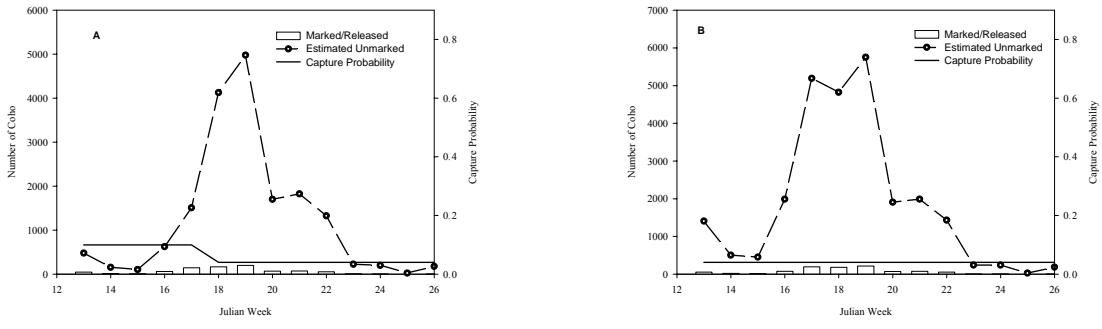 A
Marked/Released
Estimated Unmarked
Capture Probability
6000
5000
4000
3000
2000
1000
0
Number of Coho
0.8
0.6
0.4
0.2
0.0
Capture Probability
12 14 16 18 20 22 24 26
Julian Week
B
Marked/Released
Estimated Unmarked
Capture Probability
7000
6000
5000
4000
3000
2000
1000
0
Number of Coho
0.8
0.6
0.4
0.2
0.0
Capture Probability
12 14 16 18 20 22 24 26
Julian Week